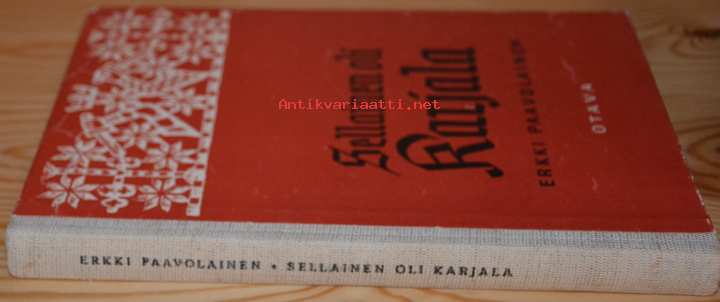 Sellainen oli
Karjala
ERKKI PAAVOLAINEN
OTAVA
Antikvariaatti.net
ERKKI PAAVOLAINEN • SELLAINEN OLI KARJALA